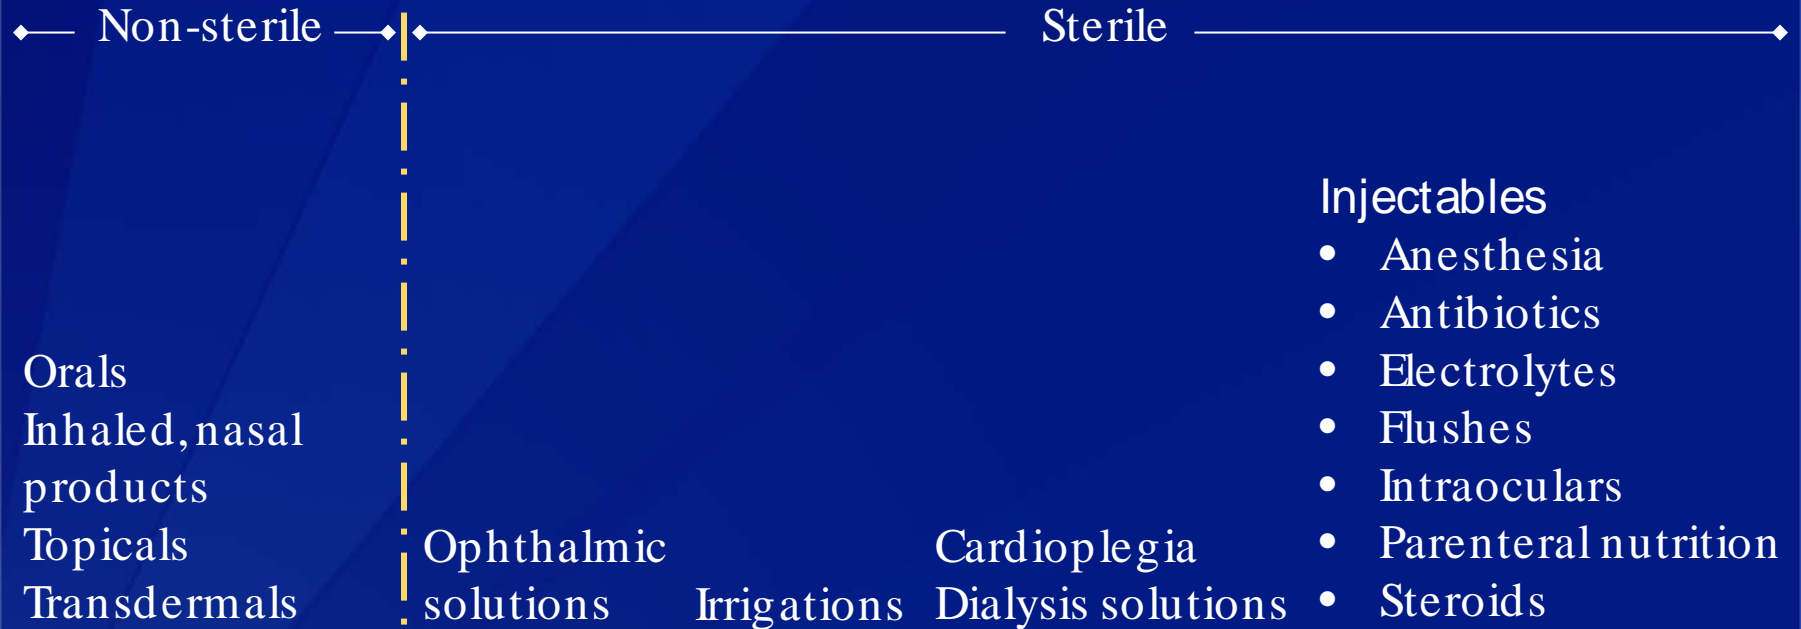 Non-sterile
Sterile
Orals
Inhaled, nasal
products
Topicals
Transdermals
Ophthalmic
solutions
Irrigations
Cardioplegia
Dialysis solutions
Injectables
• Anesthesia
• Antibiotics
• Electrolytes
• Flushes
• Intraoculars
• Parenteral nutrition
• Steroids